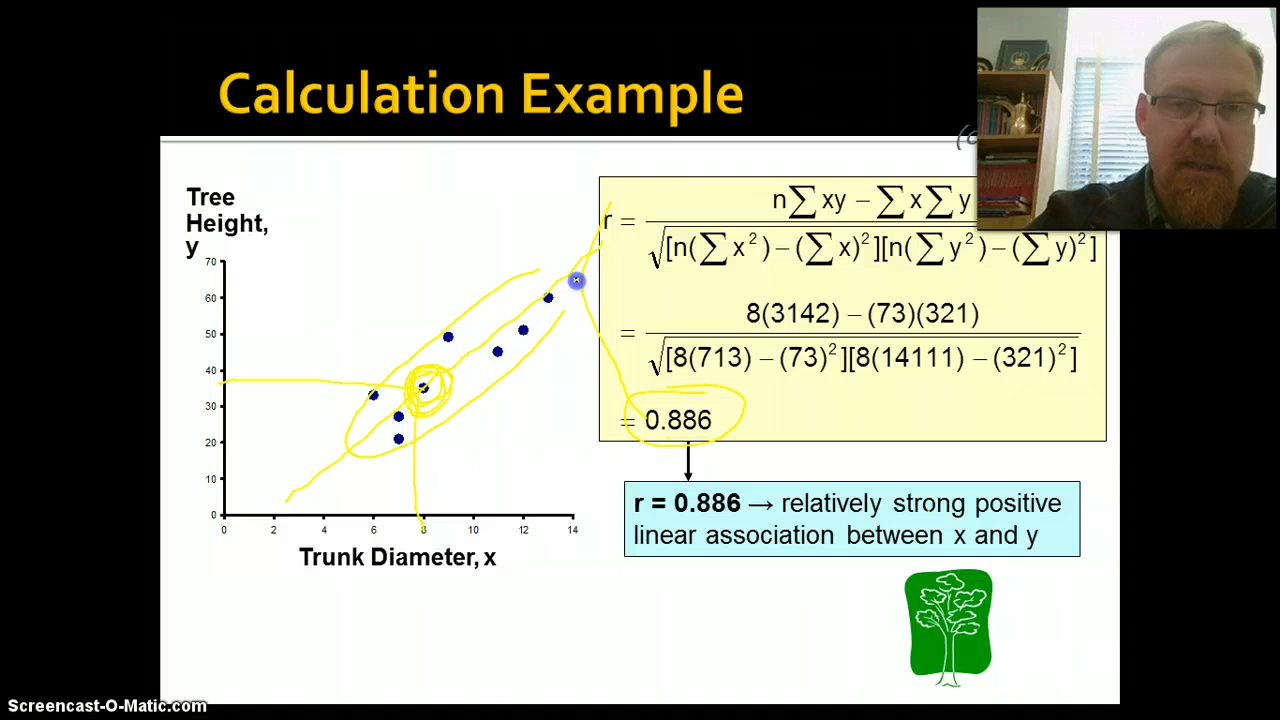 Calculation Example
Tree
Height,
y
70
60
50
40
30
20
10
0
0 2 4 6 8 10 12 14
Trunk Diameter, x
r = n∑xy − ∑x∑y
√[n(∑x²) − (∑x)²][n(∑y²) − (∑y)²]
= 8(3142) − (73)(321)
√[8(713) − (73)²][8(14111) − (321)²]
= 0.886
r = 0.886 → relatively strong positive
linear association between x and y
Screencast-O-Matic.com